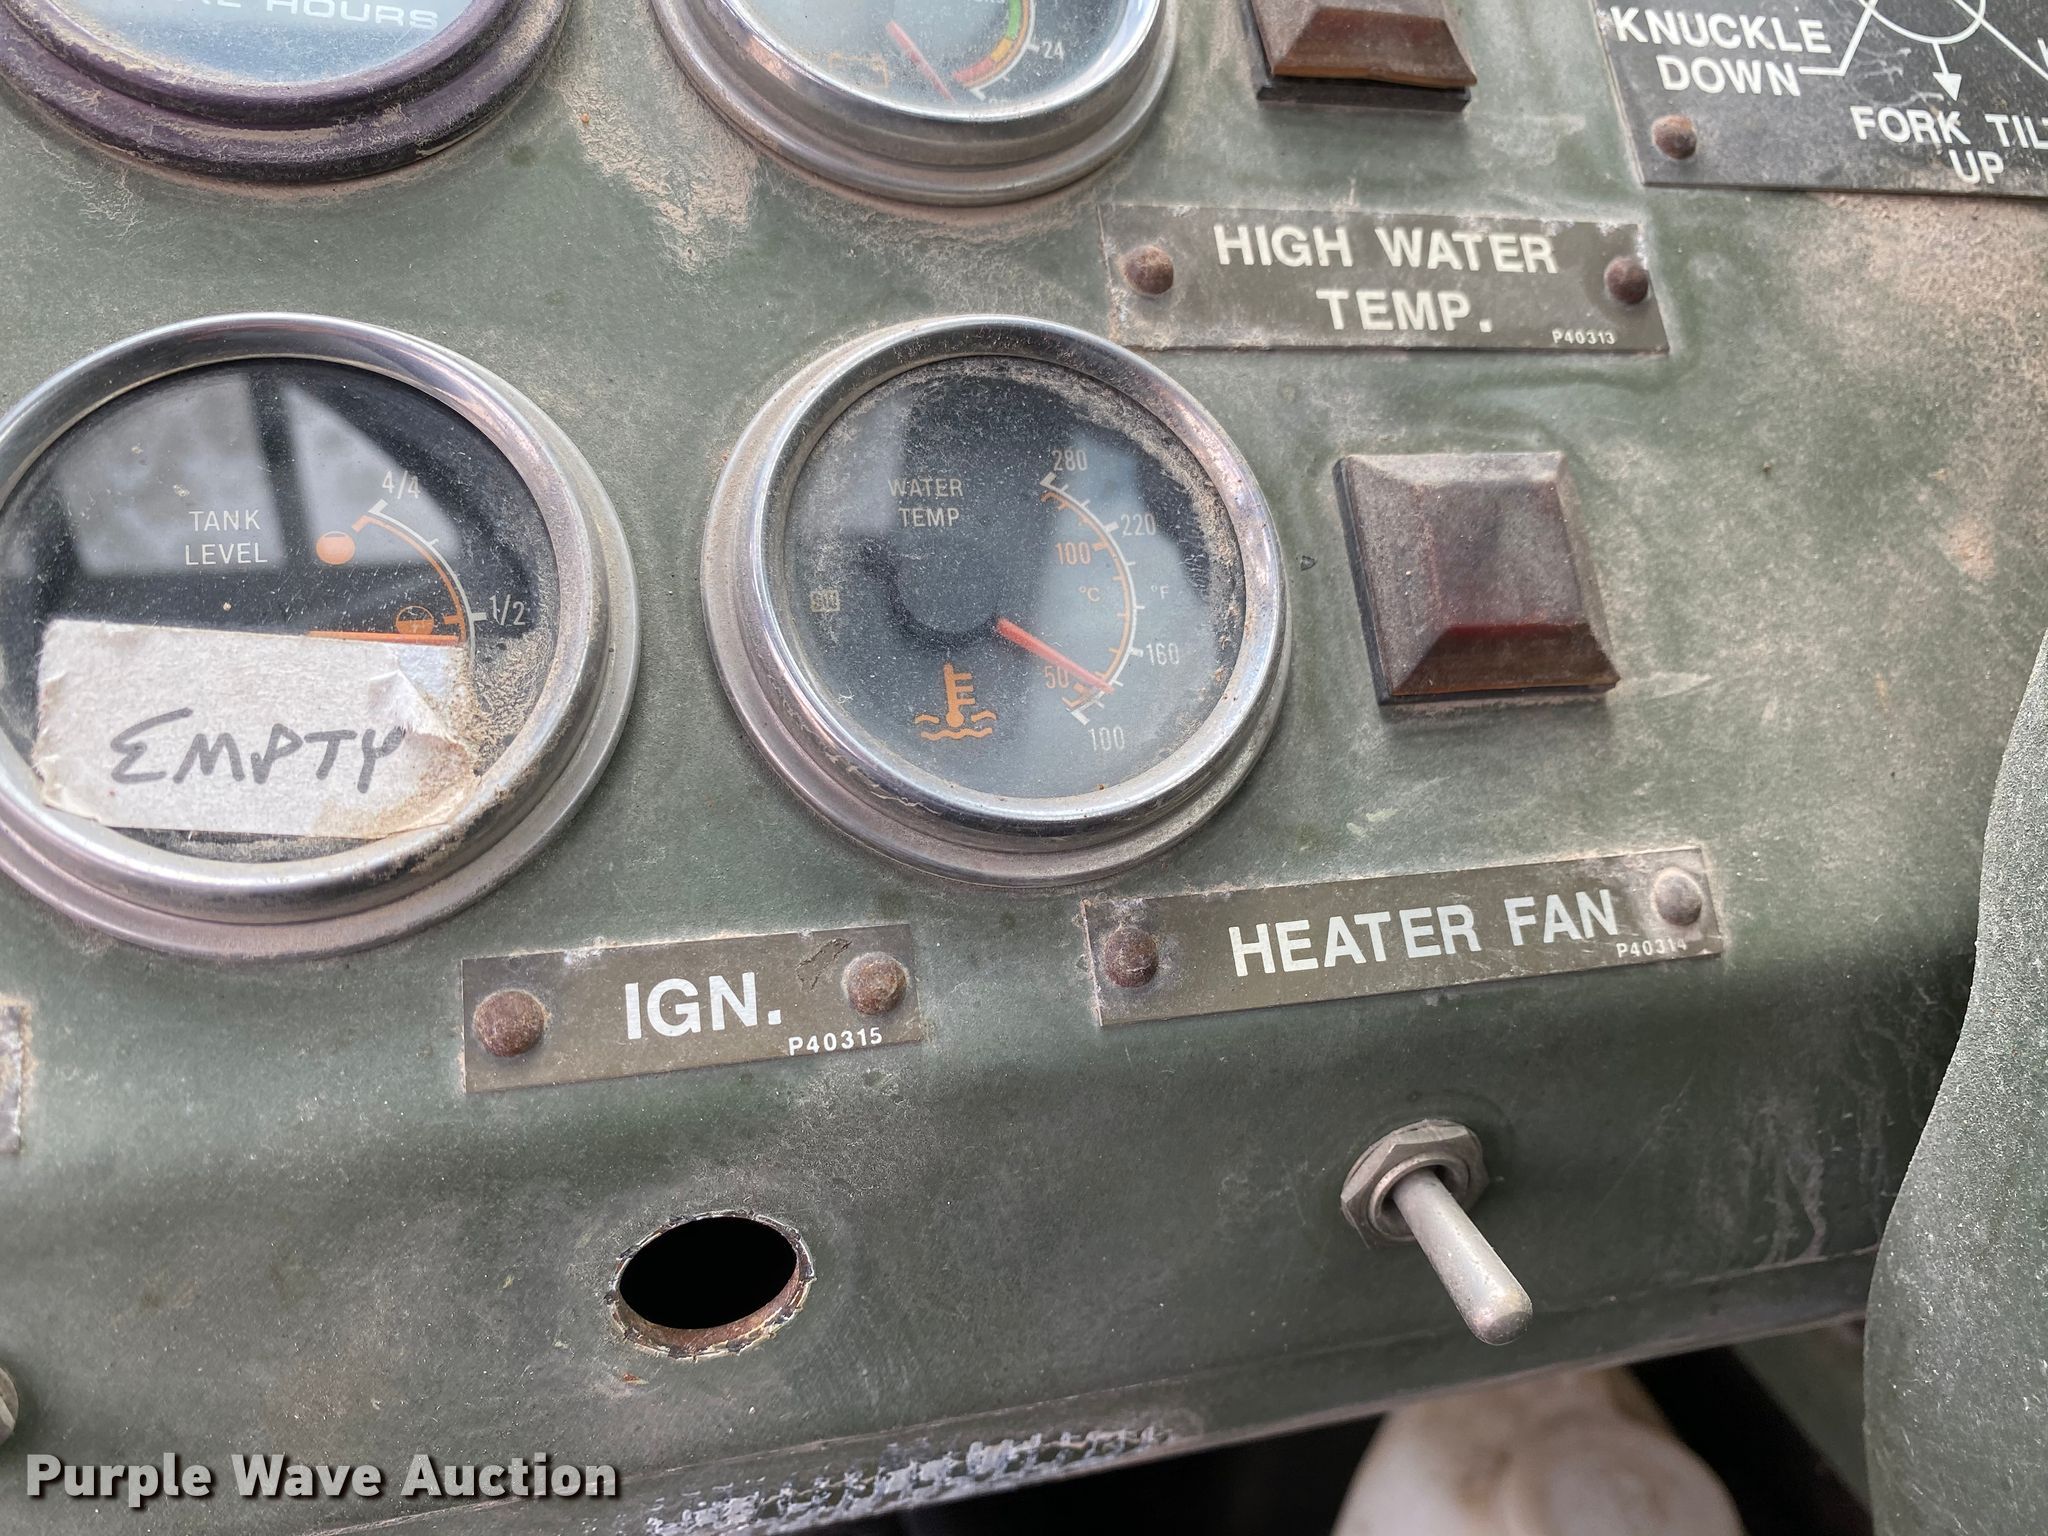 HOURS
24
KNUCKLE
DOWN
FORK TILT
UP
HIGH WATER
TEMP.
P40313
TANK
LEVEL
4/4
1/2
EMPTY
WATER
TEMP
280
220
100
°C
°F
160
50
100
SW
IGN.
P40315
HEATER FAN
P40314
Purple Wave Auction